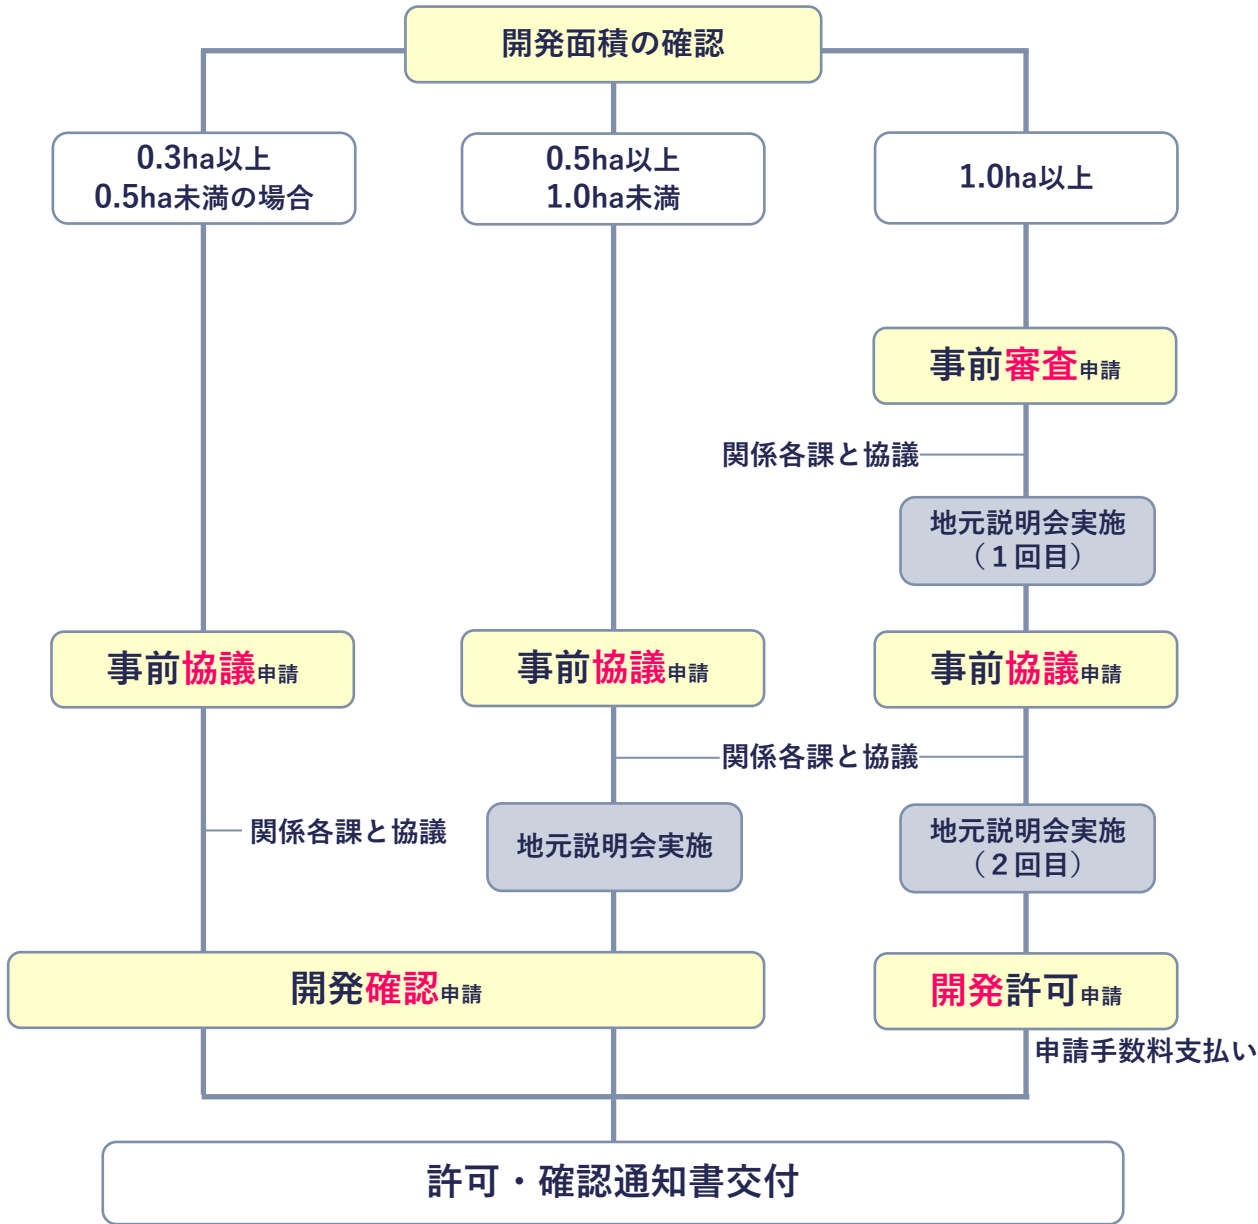 開発面積の確認
0.3ha以上
0.5ha未満の場合
0.5ha以上
1.0ha未満
1.0ha以上
事前審査申請
関係各課と協議
地元説明会実施
（１回目）
事前協議申請
事前協議申請
事前協議申請
関係各課と協議
関係各課と協議
地元説明会実施
地元説明会実施
（２回目）
開発確認申請
開発許可申請
申請手数料支払い
許可・確認通知書交付